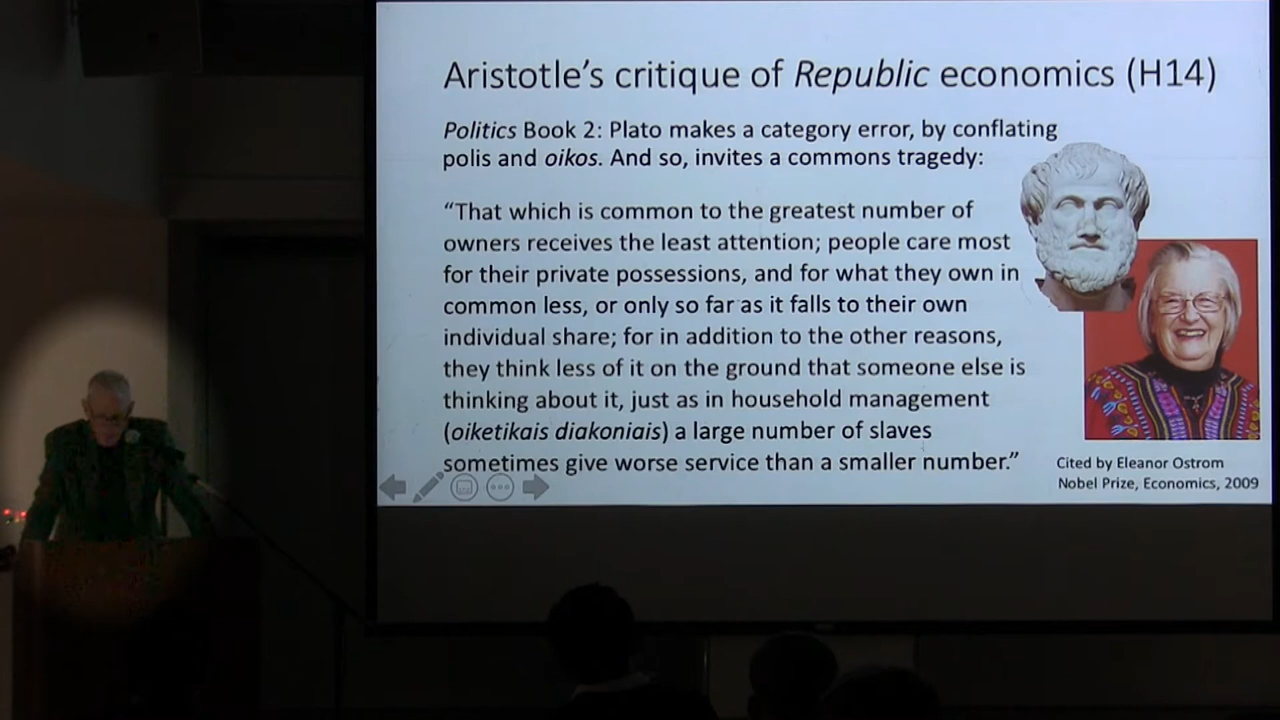 Aristotle's critique of Republic economics (H14)
Politics Book 2: Plato makes a category error, by conflating
polis and oikos. And so, invites a commons tragedy:
“That which is common to the greatest number of
owners receives the least attention; people care most
for their private possessions, and for what they own in
common less, or only so far as it falls to their own
individual share; for in addition to the other reasons,
they think less of it on the ground that someone else is
thinking about it, just as in household management
(oiketikais diakoniais) a large number of slaves
sometimes give worse service than a smaller number.”
Cited by Eleanor Ostrom
Nobel Prize, Economics, 2009